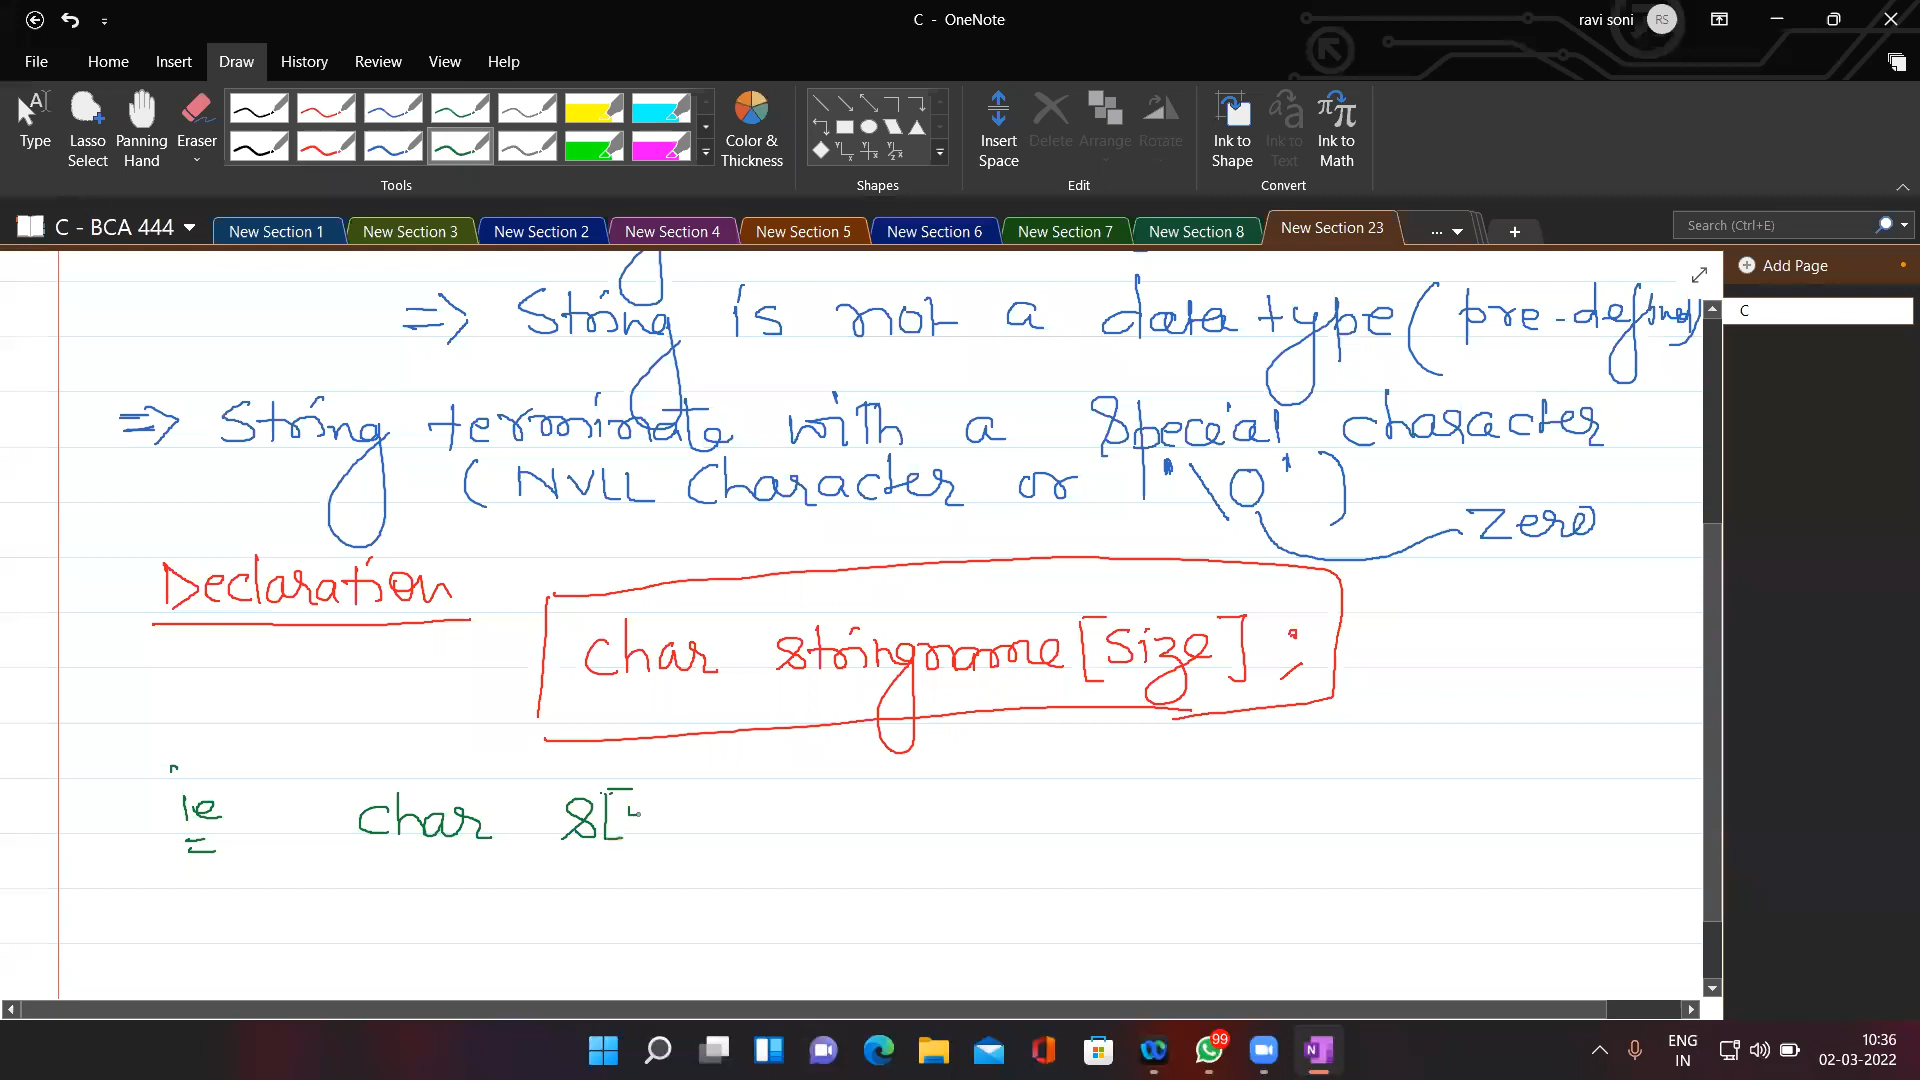 C - OneNote
ravi soni RS
File Home Insert Draw History Review View Help
Type Lasso Select Panning Hand Eraser Color & Thickness Insert Space Delete Arrange Rotate Ink to Shape Ink to Text Ink to Math
Tools Shapes Edit Convert
C - BCA 444 New Section 1 New Section 3 New Section 2 New Section 4 New Section 5 New Section 6 New Section 7 New Section 8 New Section 23 ... + Search (Ctrl+E)
Add Page
C
=> String is not a data type (pre-defined)
=> String terminate with a special character
(NULL Character or '\0')
Zero
Declaration
char stringname[size];
ie char s[
99
ENG
IN
10:36
02-03-2022